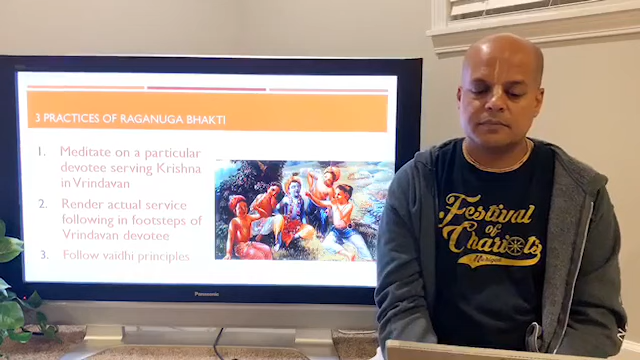 3 PRACTICES OF RAGANUGA BHAKTI
1. Meditate on a particular
devotee serving Krishna
in Vrindavan
2. Render actual service
following in footsteps of
Vrindavan devotee
3. Follow vaidhi principles
Panasonic
Festival
of
Chariots
Michigan